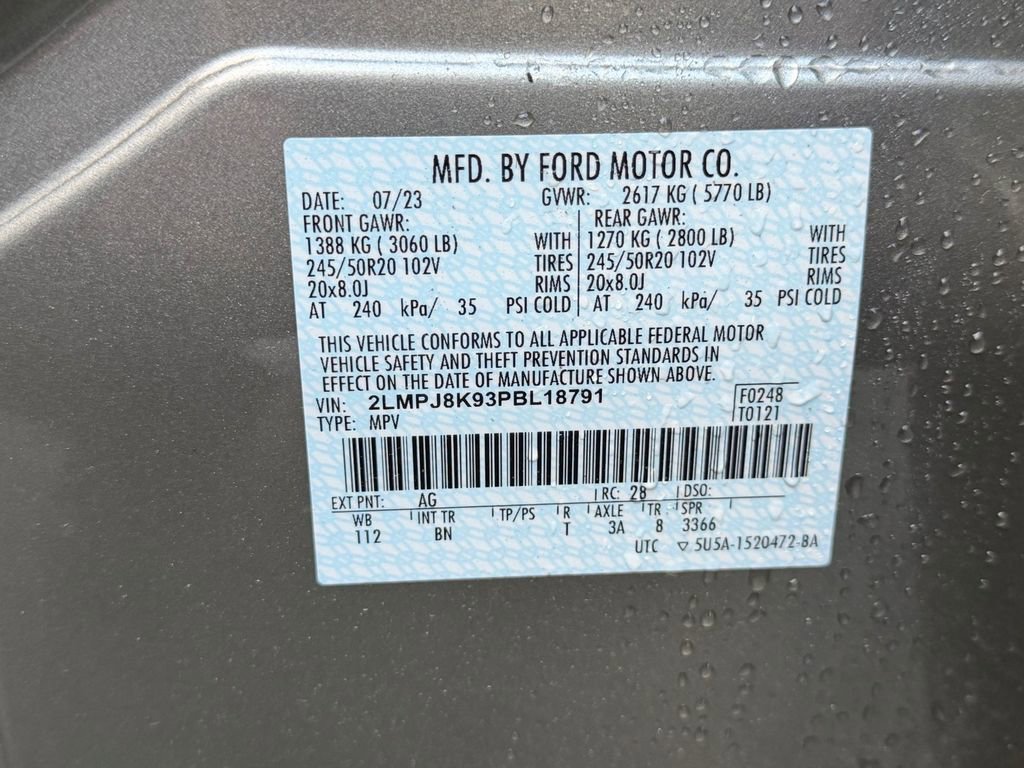 MFD. BY FORD MOTOR CO.
DATE: 07/23 GVWR: 2617 KG ( 5770 LB)
FRONT GAWR: REAR GAWR:
1388 KG ( 3060 LB) WITH 1270 KG ( 2800 LB) WITH
245/50R20 102V TIRES 245/50R20 102V TIRES
20x8.0J RIMS 20x8.0J RIMS
AT 240 kPa/ 35 PSI COLD AT 240 kPa/ 35 PSI COLD
THIS VEHICLE CONFORMS TO ALL APPLICABLE FEDERAL MOTOR
VEHICLE SAFETY AND THEFT PREVENTION STANDARDS IN
EFFECT ON THE DATE OF MANUFACTURE SHOWN ABOVE.
VIN: 2LMPJ8K93PBL18791 F0248
TYPE: MPV T0121
EXT PNT: AG RC: 28 DSO:
WB INT TR TP/PS R AXLE TR SPR
112 BN T 3A 8 3366
UTC ▽ 5U5A-1520472-BA